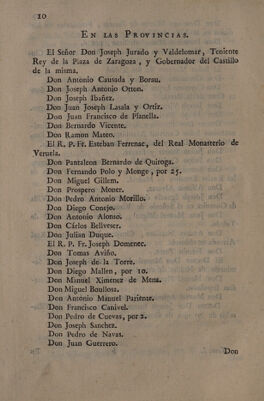 10
EN LAS PROVINCIAS.
El Señor Don Joseph Jurado y Valdelomar, Teniente
Rey de la Plaza de Zaragoza, y Gobernador del Castillo
de la misma.
Don Antonio Causada y Borau.
Don Joseph Antonio Otten.
Don Joseph Ibañez.
Don Juan Joseph Lasala y Ortiz.
Don Juan Francisco de Planella.
Don Bernardo Vicente.
Don Ramon Mateo.
El R. P. Fr. Esteban Ferrenac, del Real Monasterio de
Veruela.
Don Pantaleon Bernardo de Quiroga.
Don Fernando Polo y Monge, por 25.
Don Miguel Gillem.
Don Prospero Moner.
Don Pedro Antonio Morillo.
Don Diego Conejo.
Don Antonio Alonso.
Don Cárlos Bellveser.
Don Julian Duque.
El R. P. Fr. Joseph Domenec.
Don Tomas Aviño.
Don Joseph de la Torre.
Don Diego Mallen, por 10.
Don Manuel Ximenez de Mena.
Don Miguel Boullosa.
Don Antonio Manuel Pariente.
Don Francisco Canivel.
Don Pedro de Cuevas, por 2.
Don Joseph Sanchez.
Don Pedro de Navas.
Don Juan Guerrero.
Don